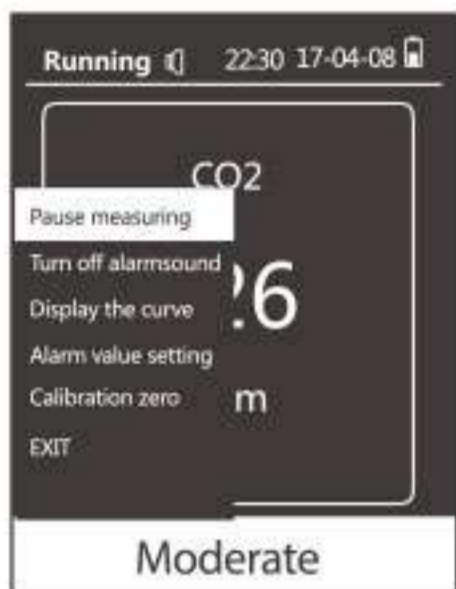 Running 22:30 17-04-08
CO2
Pause measuring
Turn off alarmsound
Display the curve
Alarm value setting
Calibration zero
EXIT
26
m
Moderate